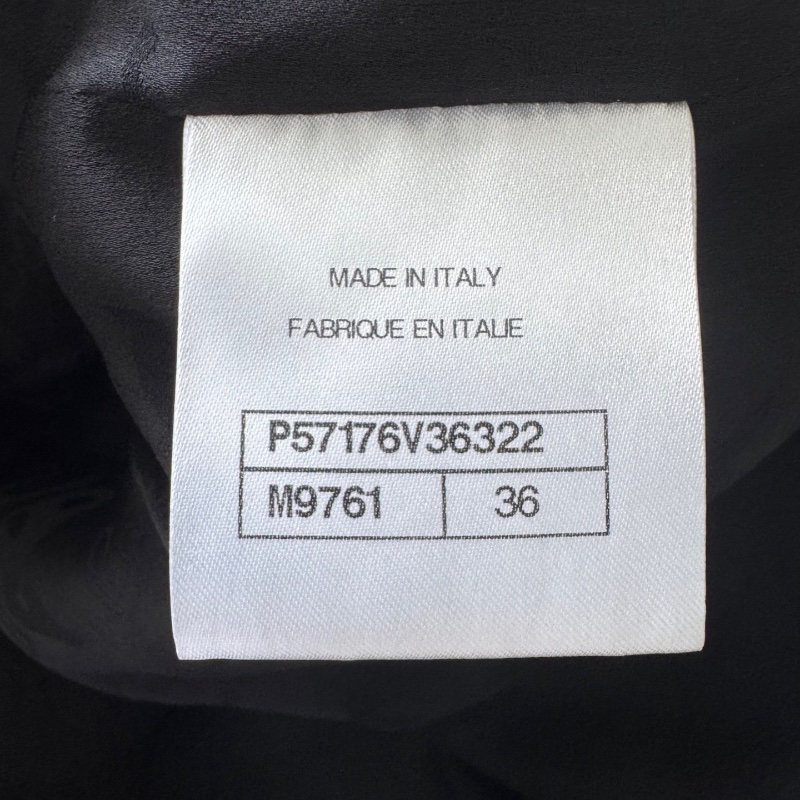 MADE IN ITALY
FABRIQUE EN ITALIE
P57176V36322
M9761 36